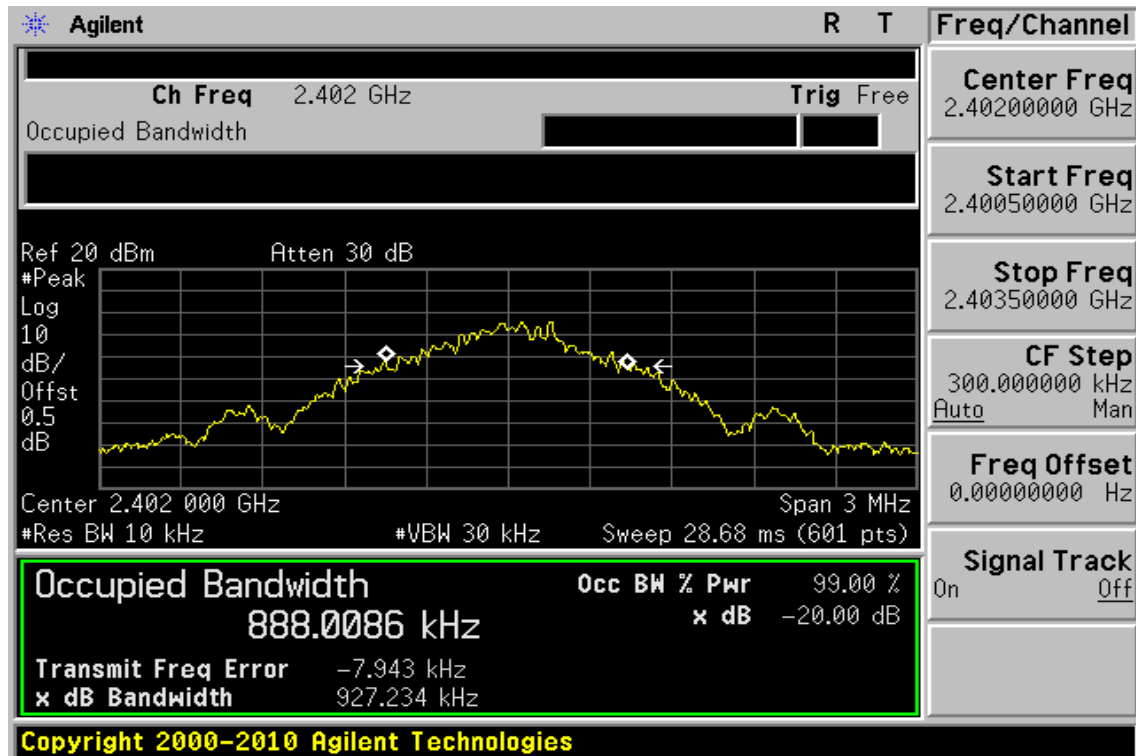 Agilent R T
Freq/Channel
Ch Freq 2.402 GHz Trig Free
Occupied Bandwidth
Ref 20 dBm Atten 30 dB
#Peak
Log
10
dB/
Offst
0.5
dB
Center 2.402 000 GHz Span 3 MHz
#Res BW 10 kHz #VBW 30 kHz Sweep 28.68 ms (601 pts)
Occupied Bandwidth
888.0086 kHz
Occ BW % Pwr 99.00 %
x dB -20.00 dB
Transmit Freq Error -7.943 kHz
x dB Bandwidth 927.234 kHz
Center Freq
2.40200000 GHz
Start Freq
2.40050000 GHz
Stop Freq
2.40350000 GHz
CF Step
300.000000 kHz
Auto Man
Freq Offset
0.00000000 Hz
Signal Track
On Off
Copyright 2000-2010 Agilent Technologies